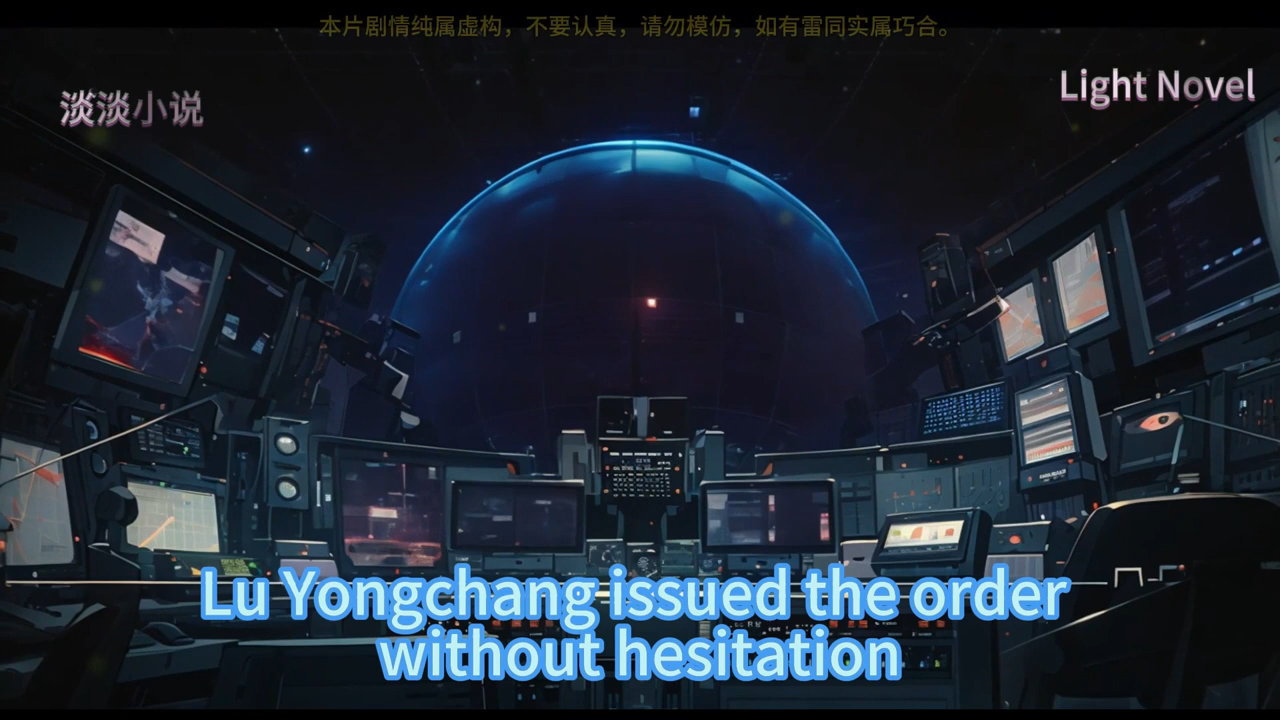 本片剧情纯属虚构，不要认真，请勿模仿，如有雷同实属巧合。
淡淡小说
Light Novel
Lu Yongchang issued the order
without hesitation